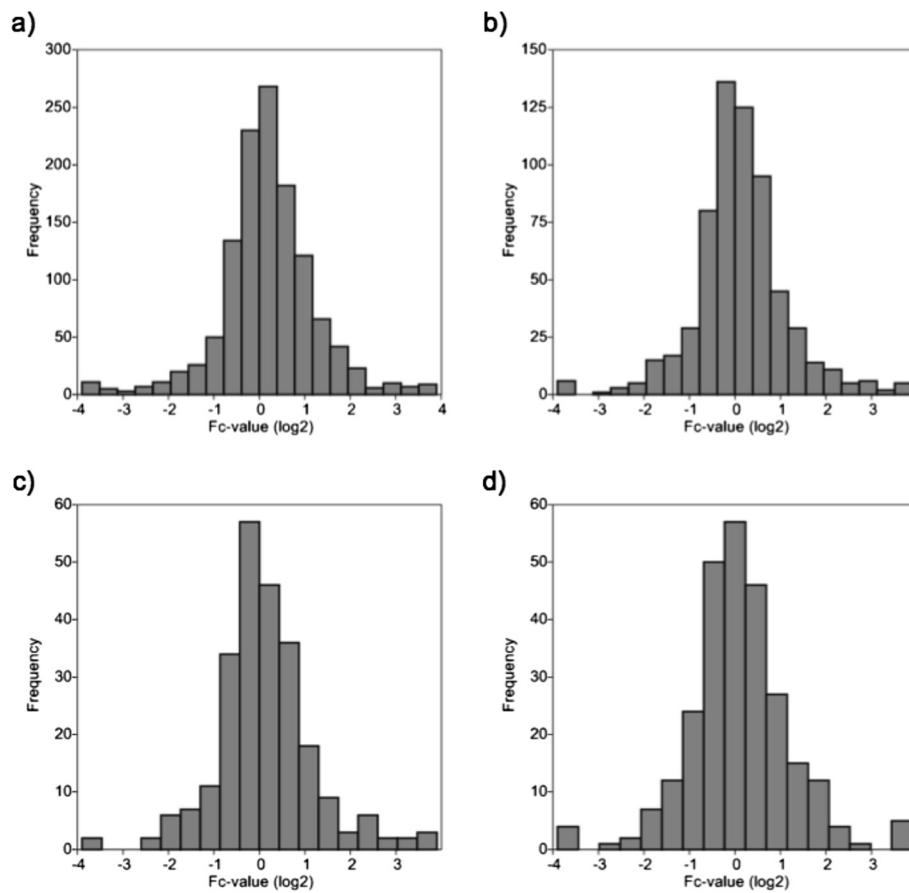 a)
300
250
200
150
100
50
0
Frequency
-4 -3 -2 -1 0 1 2 3 4
Fc-value (log2)
b)
150
125
100
75
50
25
0
Frequency
-4 -3 -2 -1 0 1 2 3
Fc-value (log2)
c)
60
50
40
30
20
10
0
Frequency
-4 -3 -2 -1 0 1 2 3
Fc-value (log2)
d)
60
50
40
30
20
10
0
Frequency
-4 -3 -2 -1 0 1 2 3
Fc-value (log2)